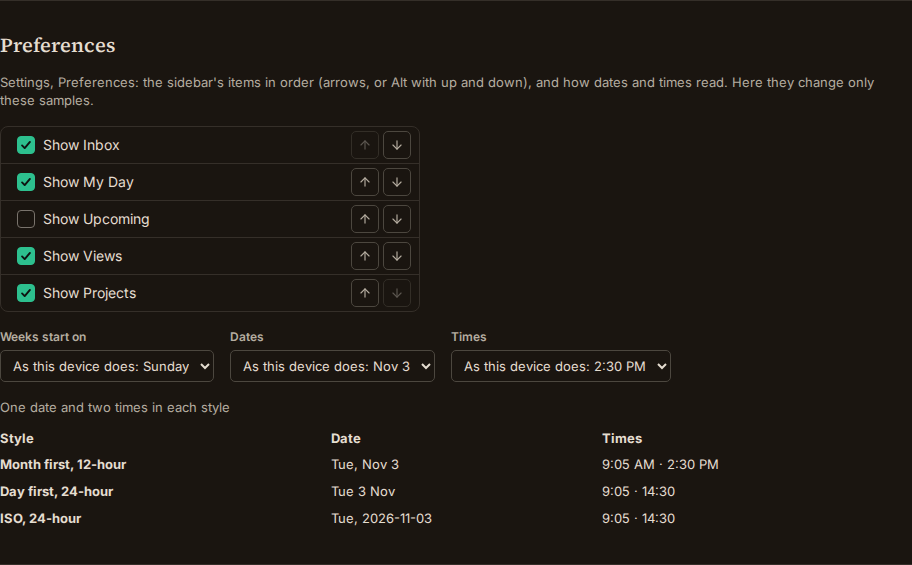 Preferences
Settings, Preferences: the sidebar's items in order (arrows, or Alt with up and down), and how dates and times read. Here they change only
these samples.
Show Inbox
Show My Day
Show Upcoming
Show Views
Show Projects
Weeks start on Dates Times
As this device does: Sunday As this device does: Nov 3 As this device does: 2:30 PM
One date and two times in each style
Style Date Times
Month first, 12-hour Tue, Nov 3 9:05 AM · 2:30 PM
Day first, 24-hour Tue 3 Nov 9:05 · 14:30
ISO, 24-hour Tue, 2026-11-03 9:05 · 14:30